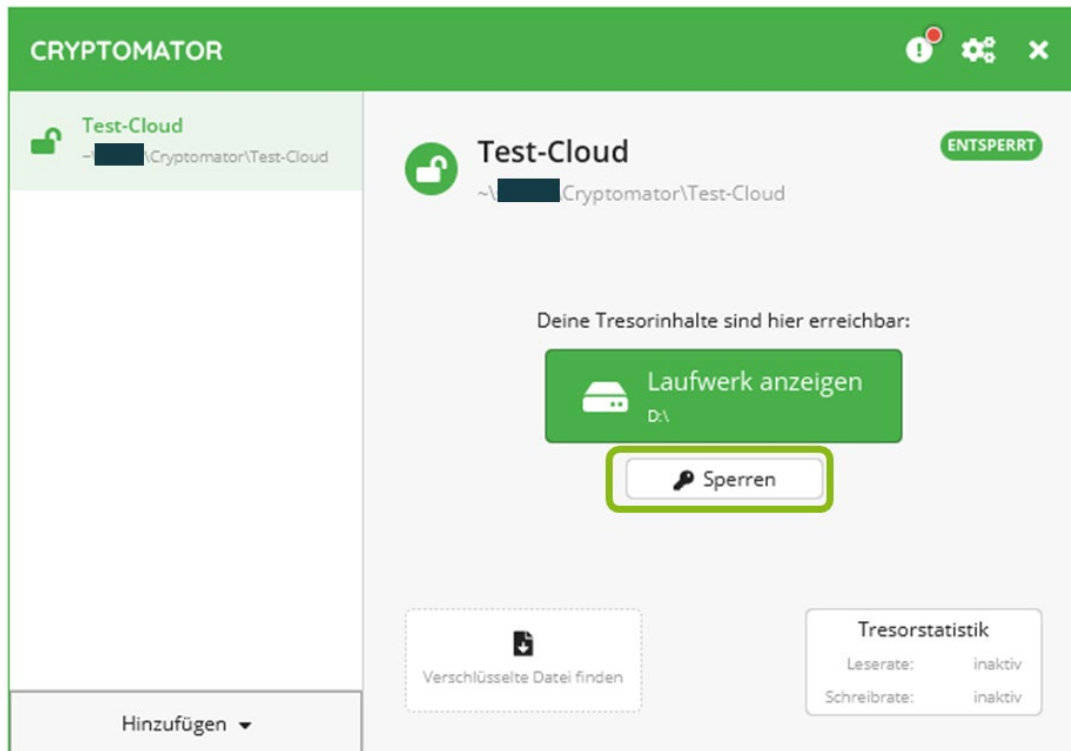 CRYPTOMATOR
Test-Cloud
~\ \Cryptomator\Test-Cloud
Test-Cloud
ENTSPERRT
~\ \Cryptomator\Test-Cloud
Deine Tresorinhalte sind hier erreichbar:
Laufwerk anzeigen
D:\
Sperren
Verschlüsselte Datei finden
Tresorstatistik
Leserate: inaktiv
Schreibrate: inaktiv
Hinzufügen